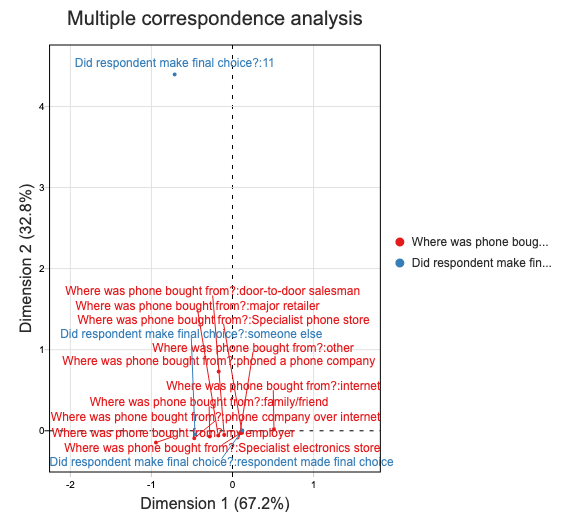 Multiple correspondence analysis
Did respondent make final choice?:11
4
3
2
1
0
Where was phone bought from?:door-to-door salesman
Where was phone bought from?:major retailer
Where was phone bought from?:Specialist phone store
Did respondent make final choice?:someone else
Where was phone bought from?:other
Where was phone bought from?:phoned a phone company
Where was phone bought from?:internet
Where was phone bought from?:family/friend
Where was phone bought from?:phone company over internet
Where was phone bought from?:my employer
Where was phone bought from?:Specialist electronics store
Did respondent make final choice?:respondent made final choice
-2
-1
0
1
Dimension 1 (67.2%)
Dimension 2 (32.8%)
Where was phone boug...
Did respondent make fin...